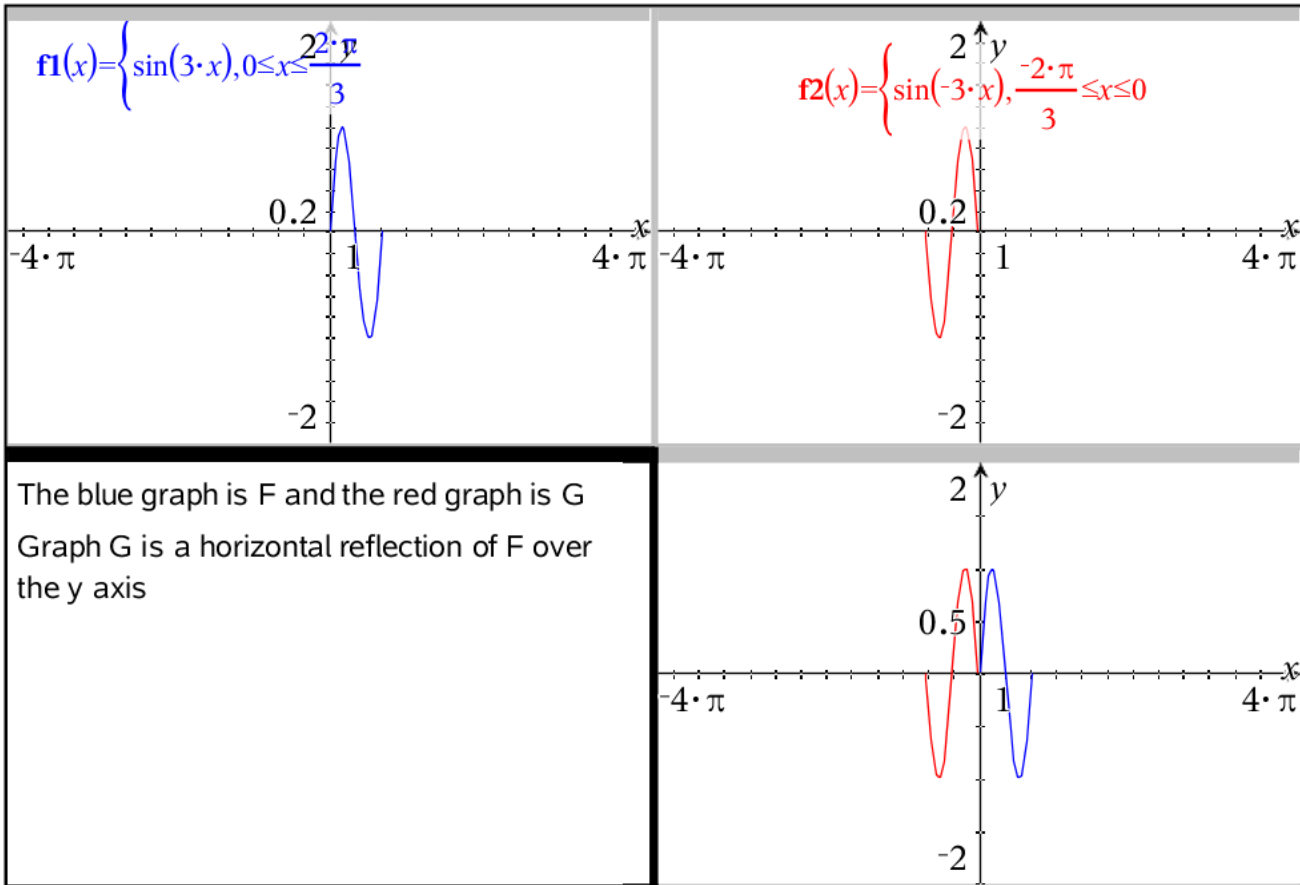 f1(x)={sin(3·x),0≤x≤2·π/3
2 y
0.2
x
-4·π 1 4·π
-2
f2(x)={sin(-3·x),-2·π/3≤x≤0
2 y
0.2
x
-4·π 1 4·π
-2
The blue graph is F and the red graph is G
Graph G is a horizontal reflection of F over
the y axis
2 y
0.5
x
-4·π 1 4·π
-2